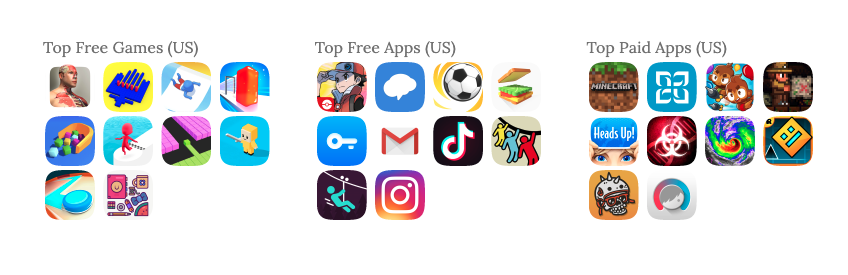 Top Free Games (US)
Top Free Apps (US)
Top Paid Apps (US)
MINECRAFT
Heads Up!